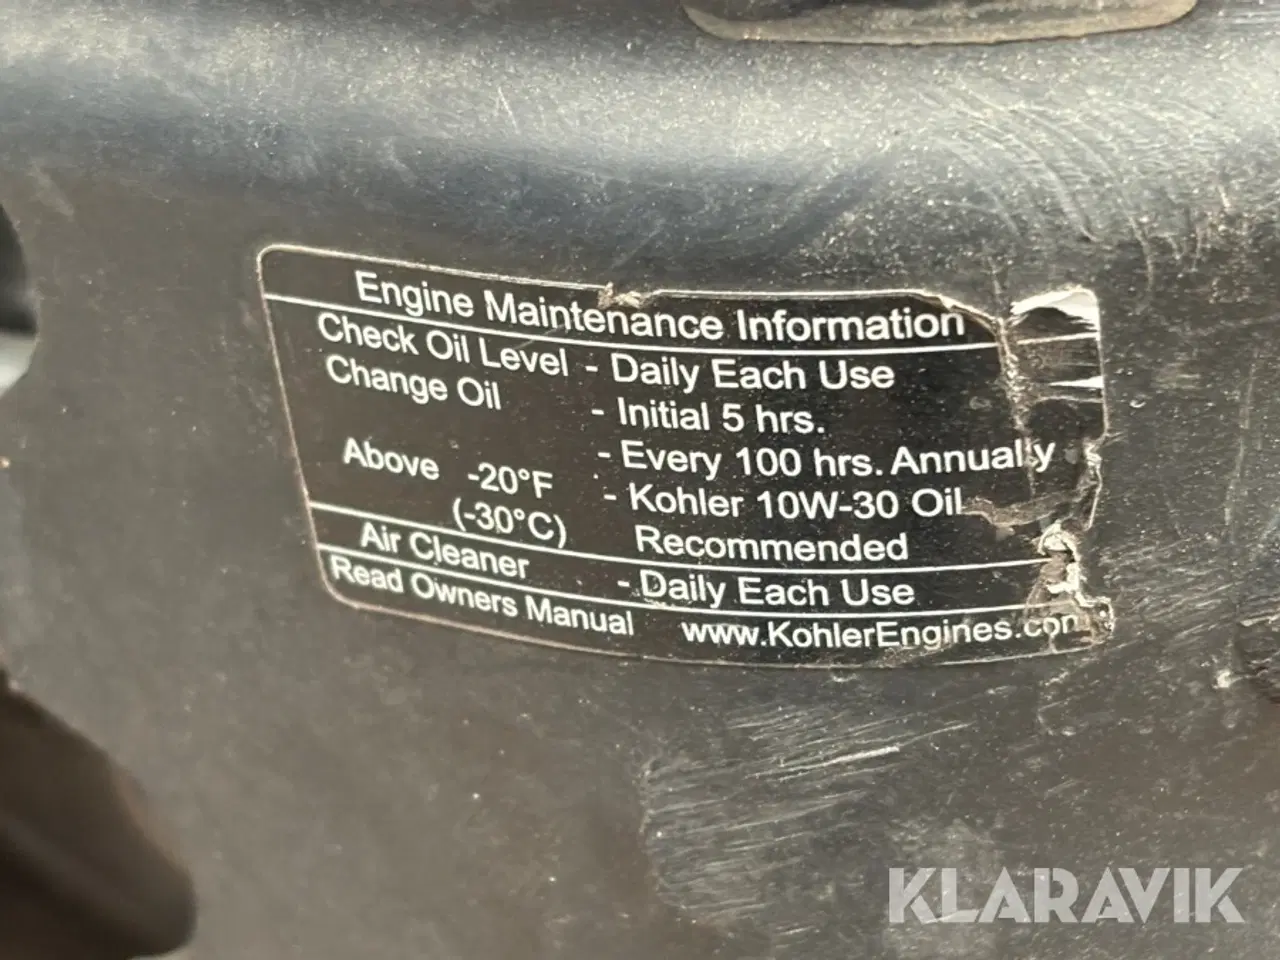 Engine Maintenance Information
Check Oil Level - Daily Each Use
Change Oil - Initial 5 hrs.
- Every 100 hrs. Annually
Above -20°F - Kohler 10W-30 Oil
(-30°C) Recommended
Air Cleaner - Daily Each Use
Read Owners Manual www.KohlerEngines.com
KLARAVIK